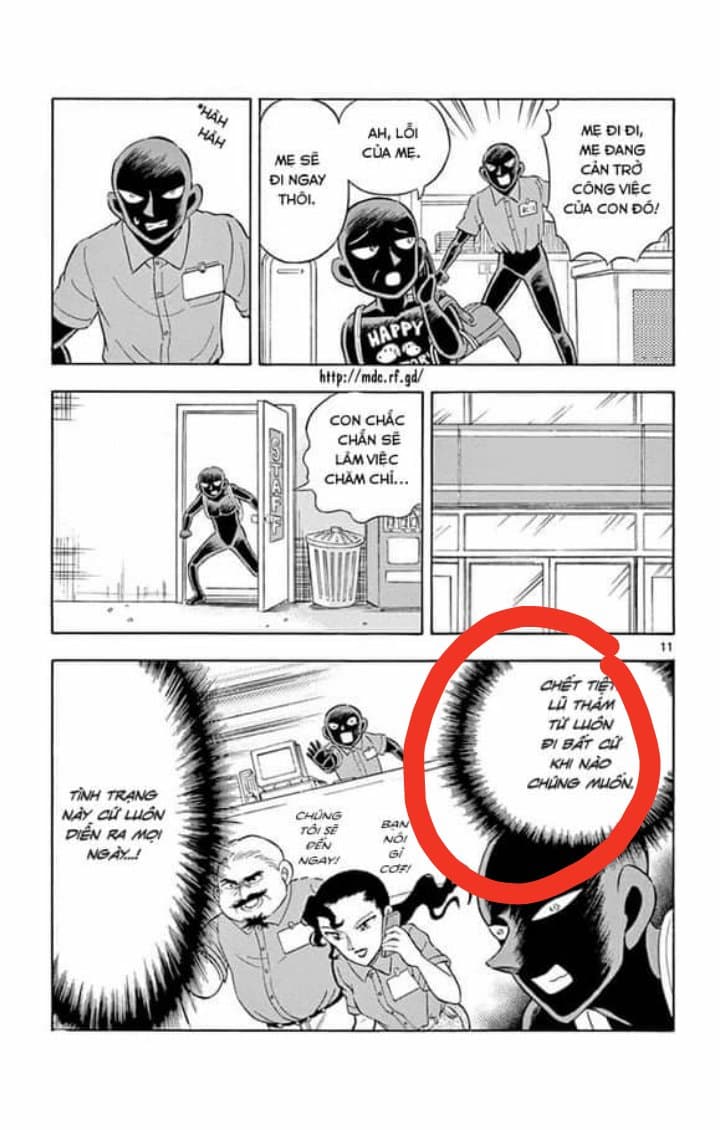 *HÀH
HÀH
MẸ ĐI ĐI,
MẸ ĐANG
CẢN TRỞ
CÔNG VIỆC
CỦA CON ĐÓ!
AH, LỖI
CỦA MẸ.
MẸ SẼ
ĐI NGAY
THÔI.
HAPPY
http://mdc.rf.gd/
STAFF
CON CHẮC
CHẮN SẼ
LÀM VIỆC
CHĂM CHỈ...
11
CHẾT TIỆT
LŨ THÁM
TỬ LUÔN
ĐI BẤT CỨ
KHI NÀO
CHÚNG MUỐN.
BẠN
NÓI
GÌ
CƠ?!
CHÚNG
TÔI SẼ
ĐẾN
NGAY!
TÌNH TRẠNG
NÀY CỨ LUÔN
DIỄN RA MỌI
NGÀY...!